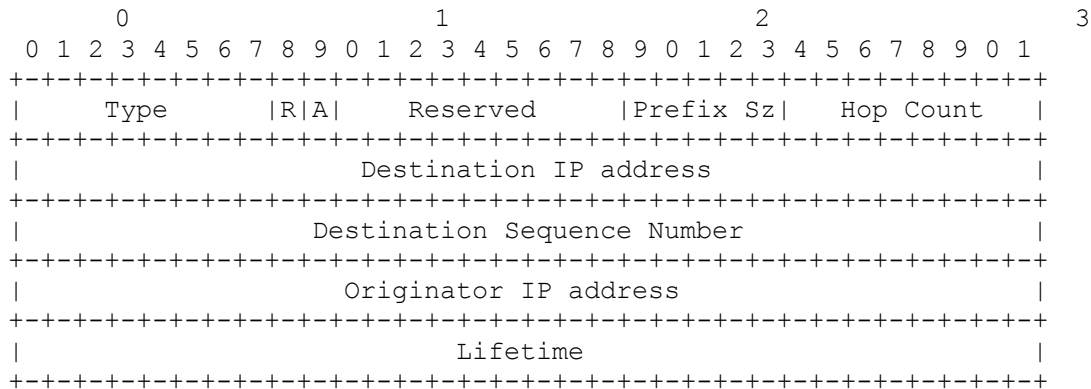 0 1 2 3
0 1 2 3 4 5 6 7 8 9 0 1 2 3 4 5 6 7 8 9 0 1 2 3 4 5 6 7 8 9 0 1
+-+-+-+-+-+-+-+-+-+-+-+-+-+-+-+-+-+-+-+-+-+-+-+-+-+-+-+-+-+-+-+-+
| Type |R|A| Reserved |Prefix Sz| Hop Count |
+-+-+-+-+-+-+-+-+-+-+-+-+-+-+-+-+-+-+-+-+-+-+-+-+-+-+-+-+-+-+-+-+
| Destination IP address |
+-+-+-+-+-+-+-+-+-+-+-+-+-+-+-+-+-+-+-+-+-+-+-+-+-+-+-+-+-+-+-+-+
| Destination Sequence Number |
+-+-+-+-+-+-+-+-+-+-+-+-+-+-+-+-+-+-+-+-+-+-+-+-+-+-+-+-+-+-+-+-+
| Originator IP address |
+-+-+-+-+-+-+-+-+-+-+-+-+-+-+-+-+-+-+-+-+-+-+-+-+-+-+-+-+-+-+-+-+
| Lifetime |
+-+-+-+-+-+-+-+-+-+-+-+-+-+-+-+-+-+-+-+-+-+-+-+-+-+-+-+-+-+-+-+-+